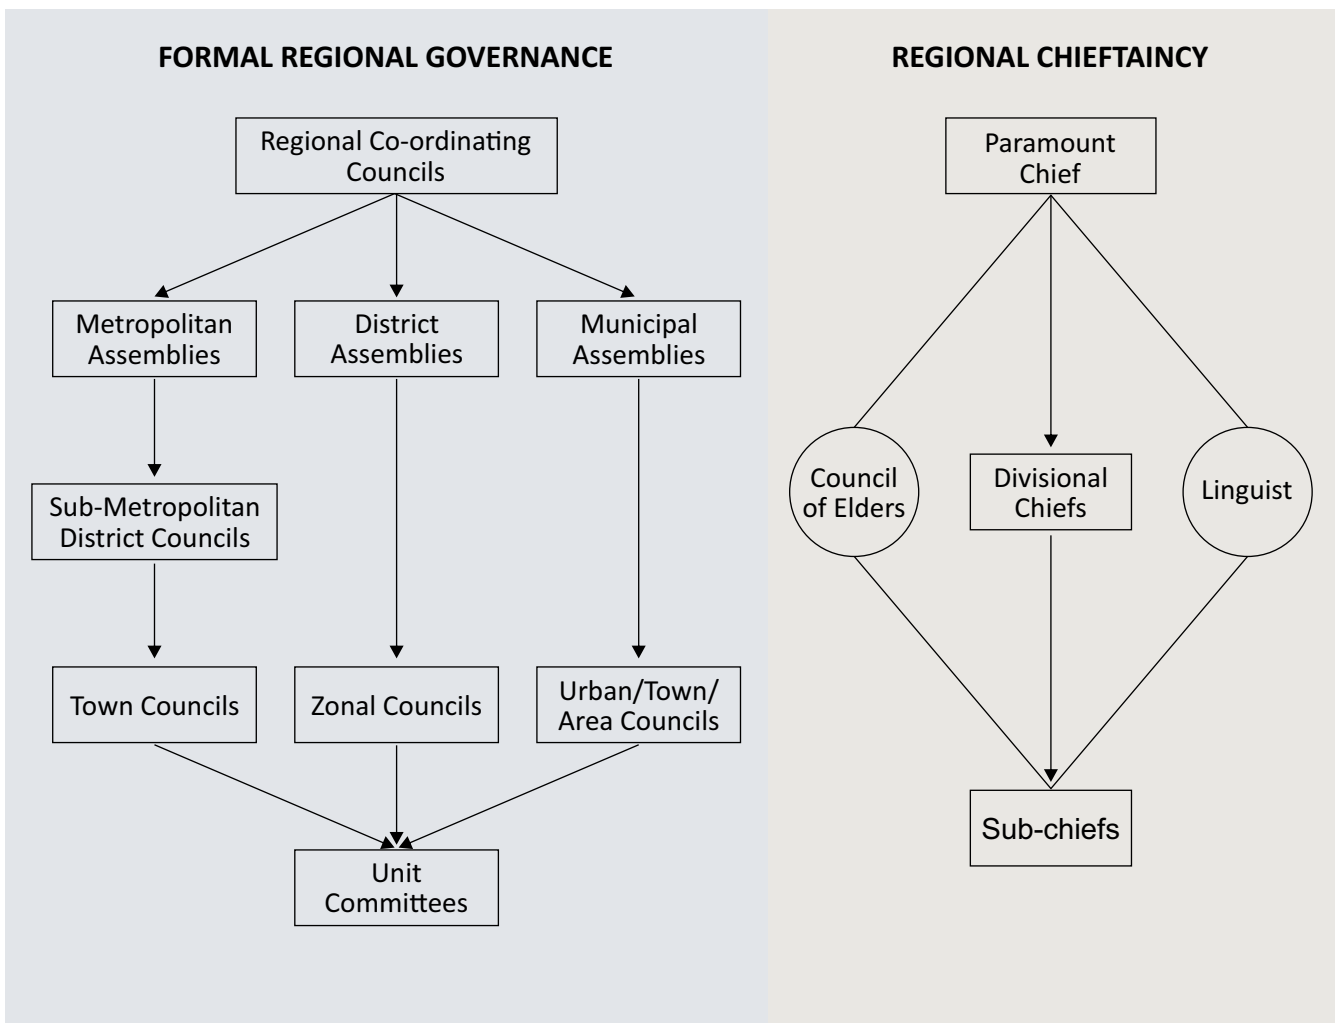 FORMAL REGIONAL GOVERNANCE
Regional Co-ordinating
Councils
Metropolitan
Assemblies
District
Assemblies
Municipal
Assemblies
Sub-Metropolitan
District Councils
Town Councils
Zonal Councils
Urban/Town/
Area Councils
Unit
Committees
REGIONAL CHIEFTAINCY
Paramount
Chief
Council
of Elders
Divisional
Chiefs
Linguist
Sub-chiefs